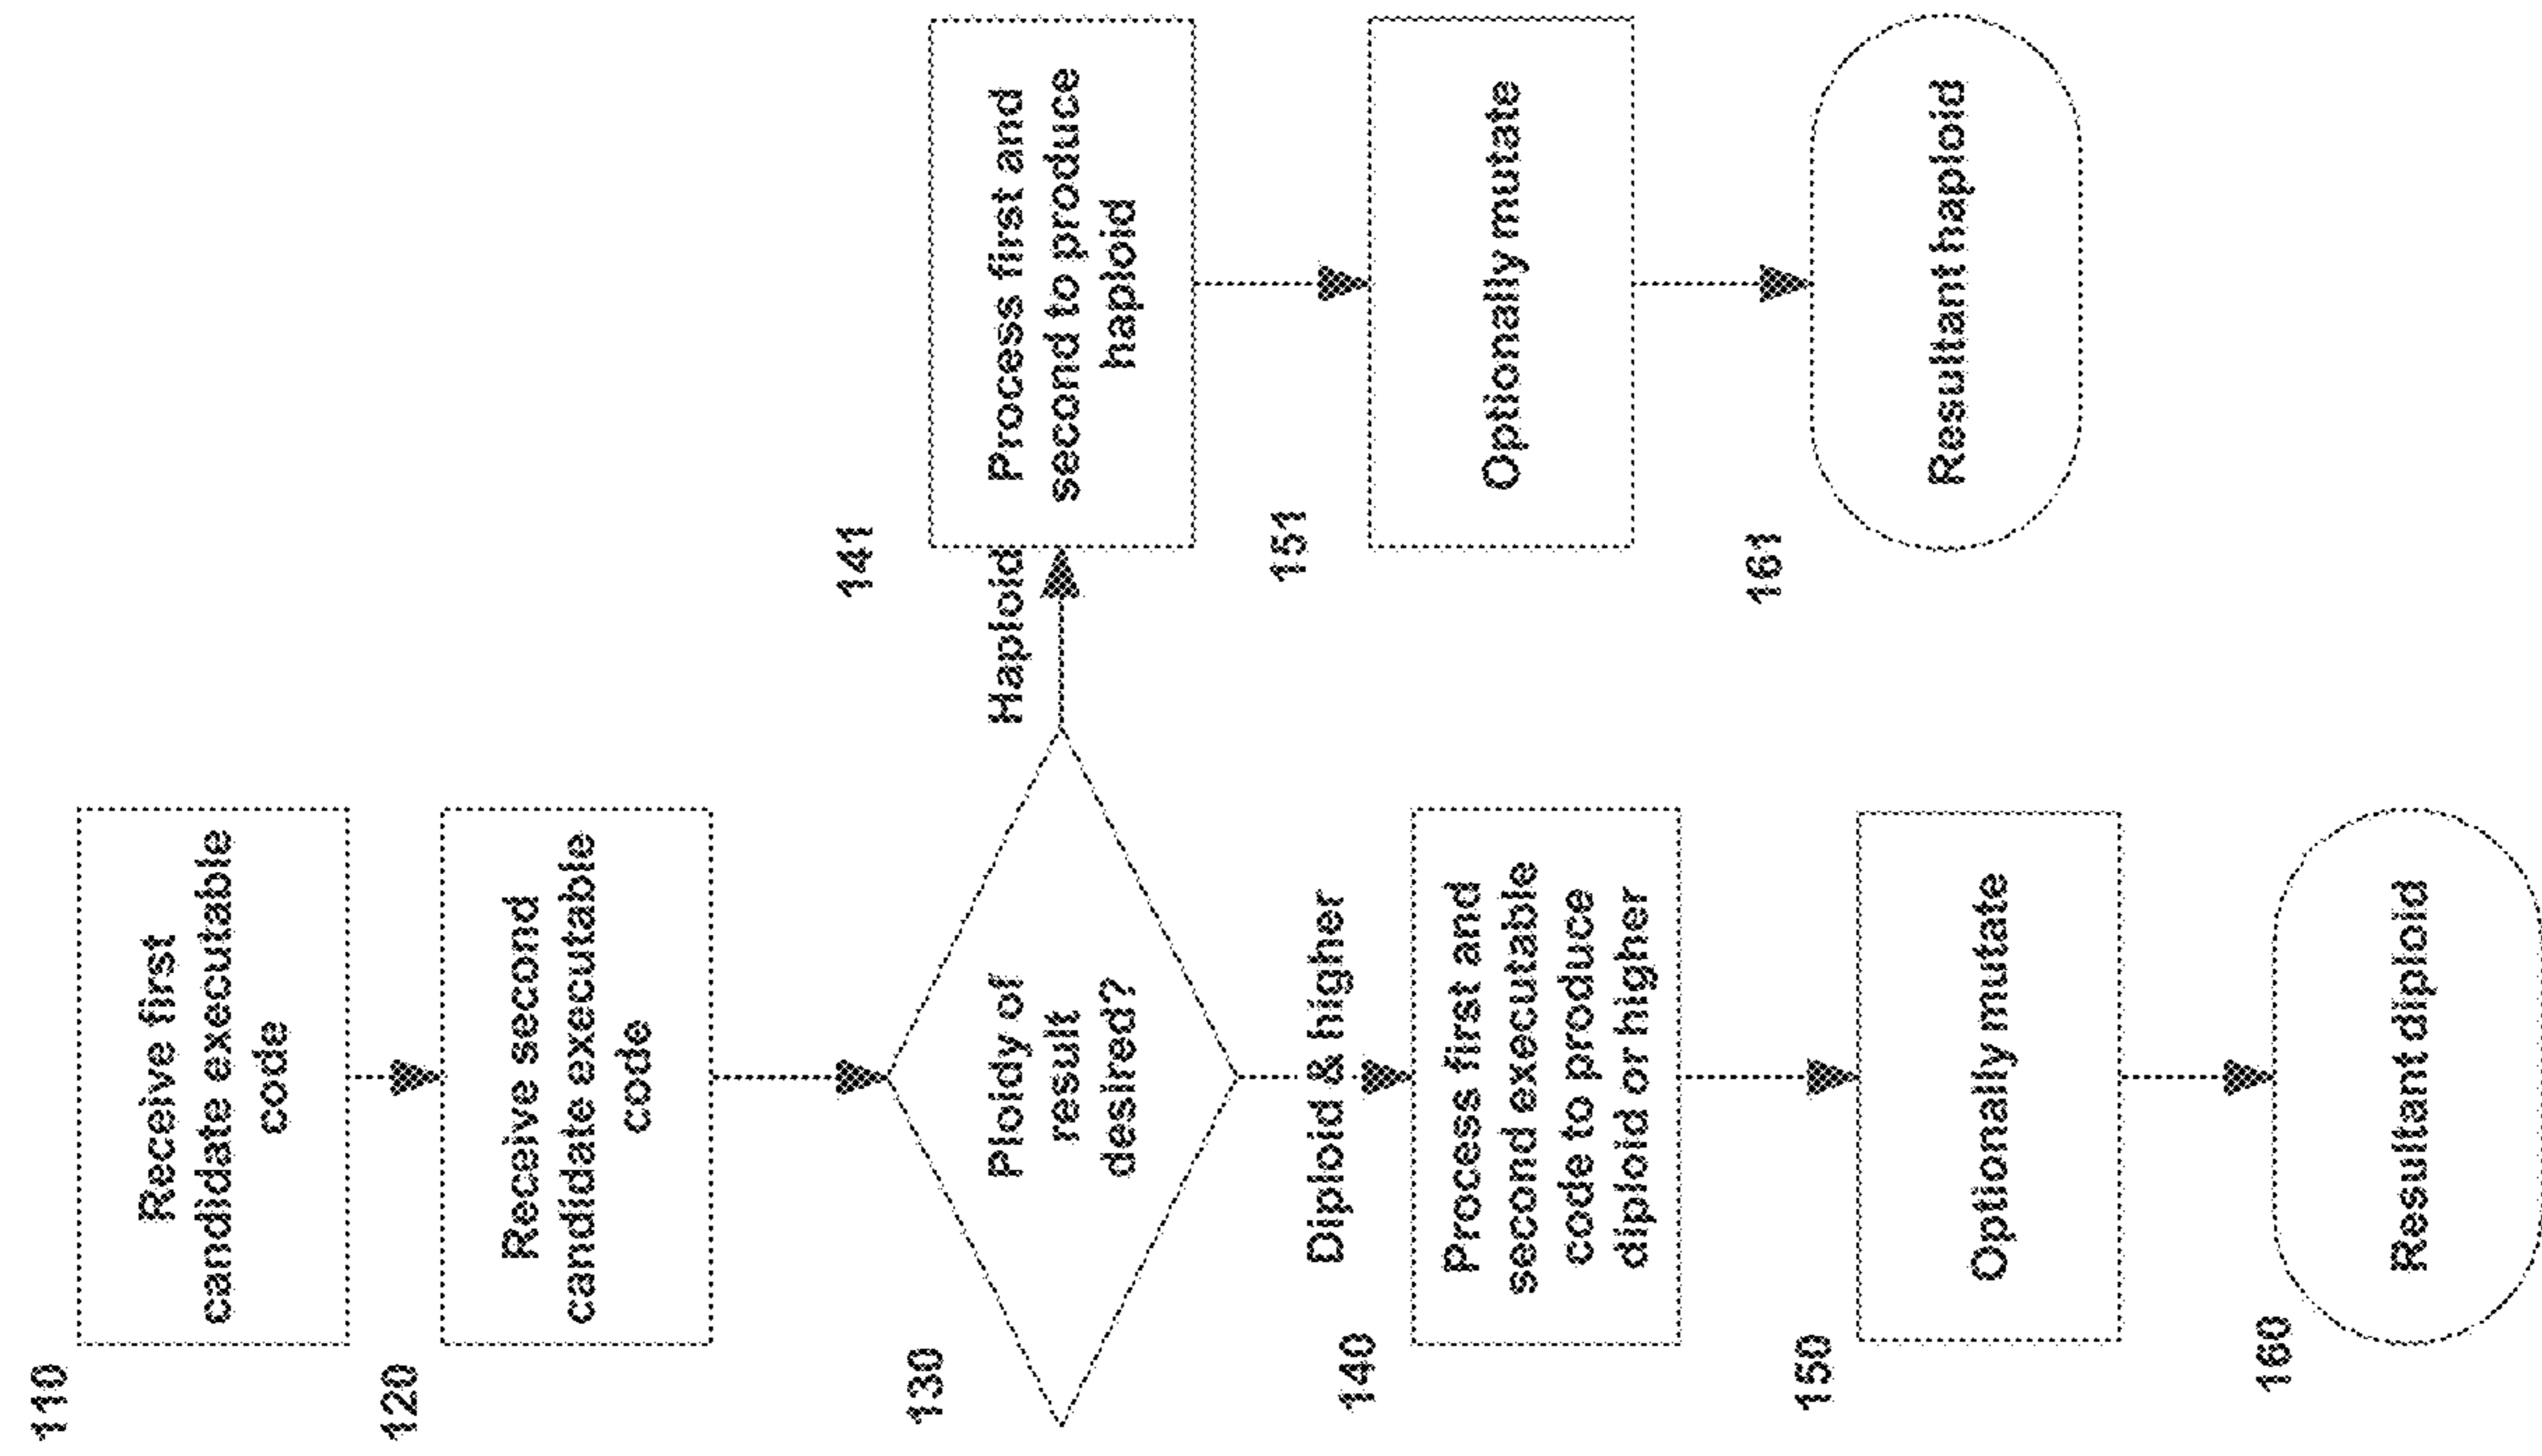 110
Receive first
candidate executable
code
120
Receive second
candidate executable
code
130
Ploidy of
result
desired?
Haploid
Diploid & higher
141
Process first and
second to produce
haploid
151
Optionally mutate
161
Resultant haploid
140
Process first and
second executable
code to produce
diploid or higher
150
Optionally mutate
160
Resultant diploid